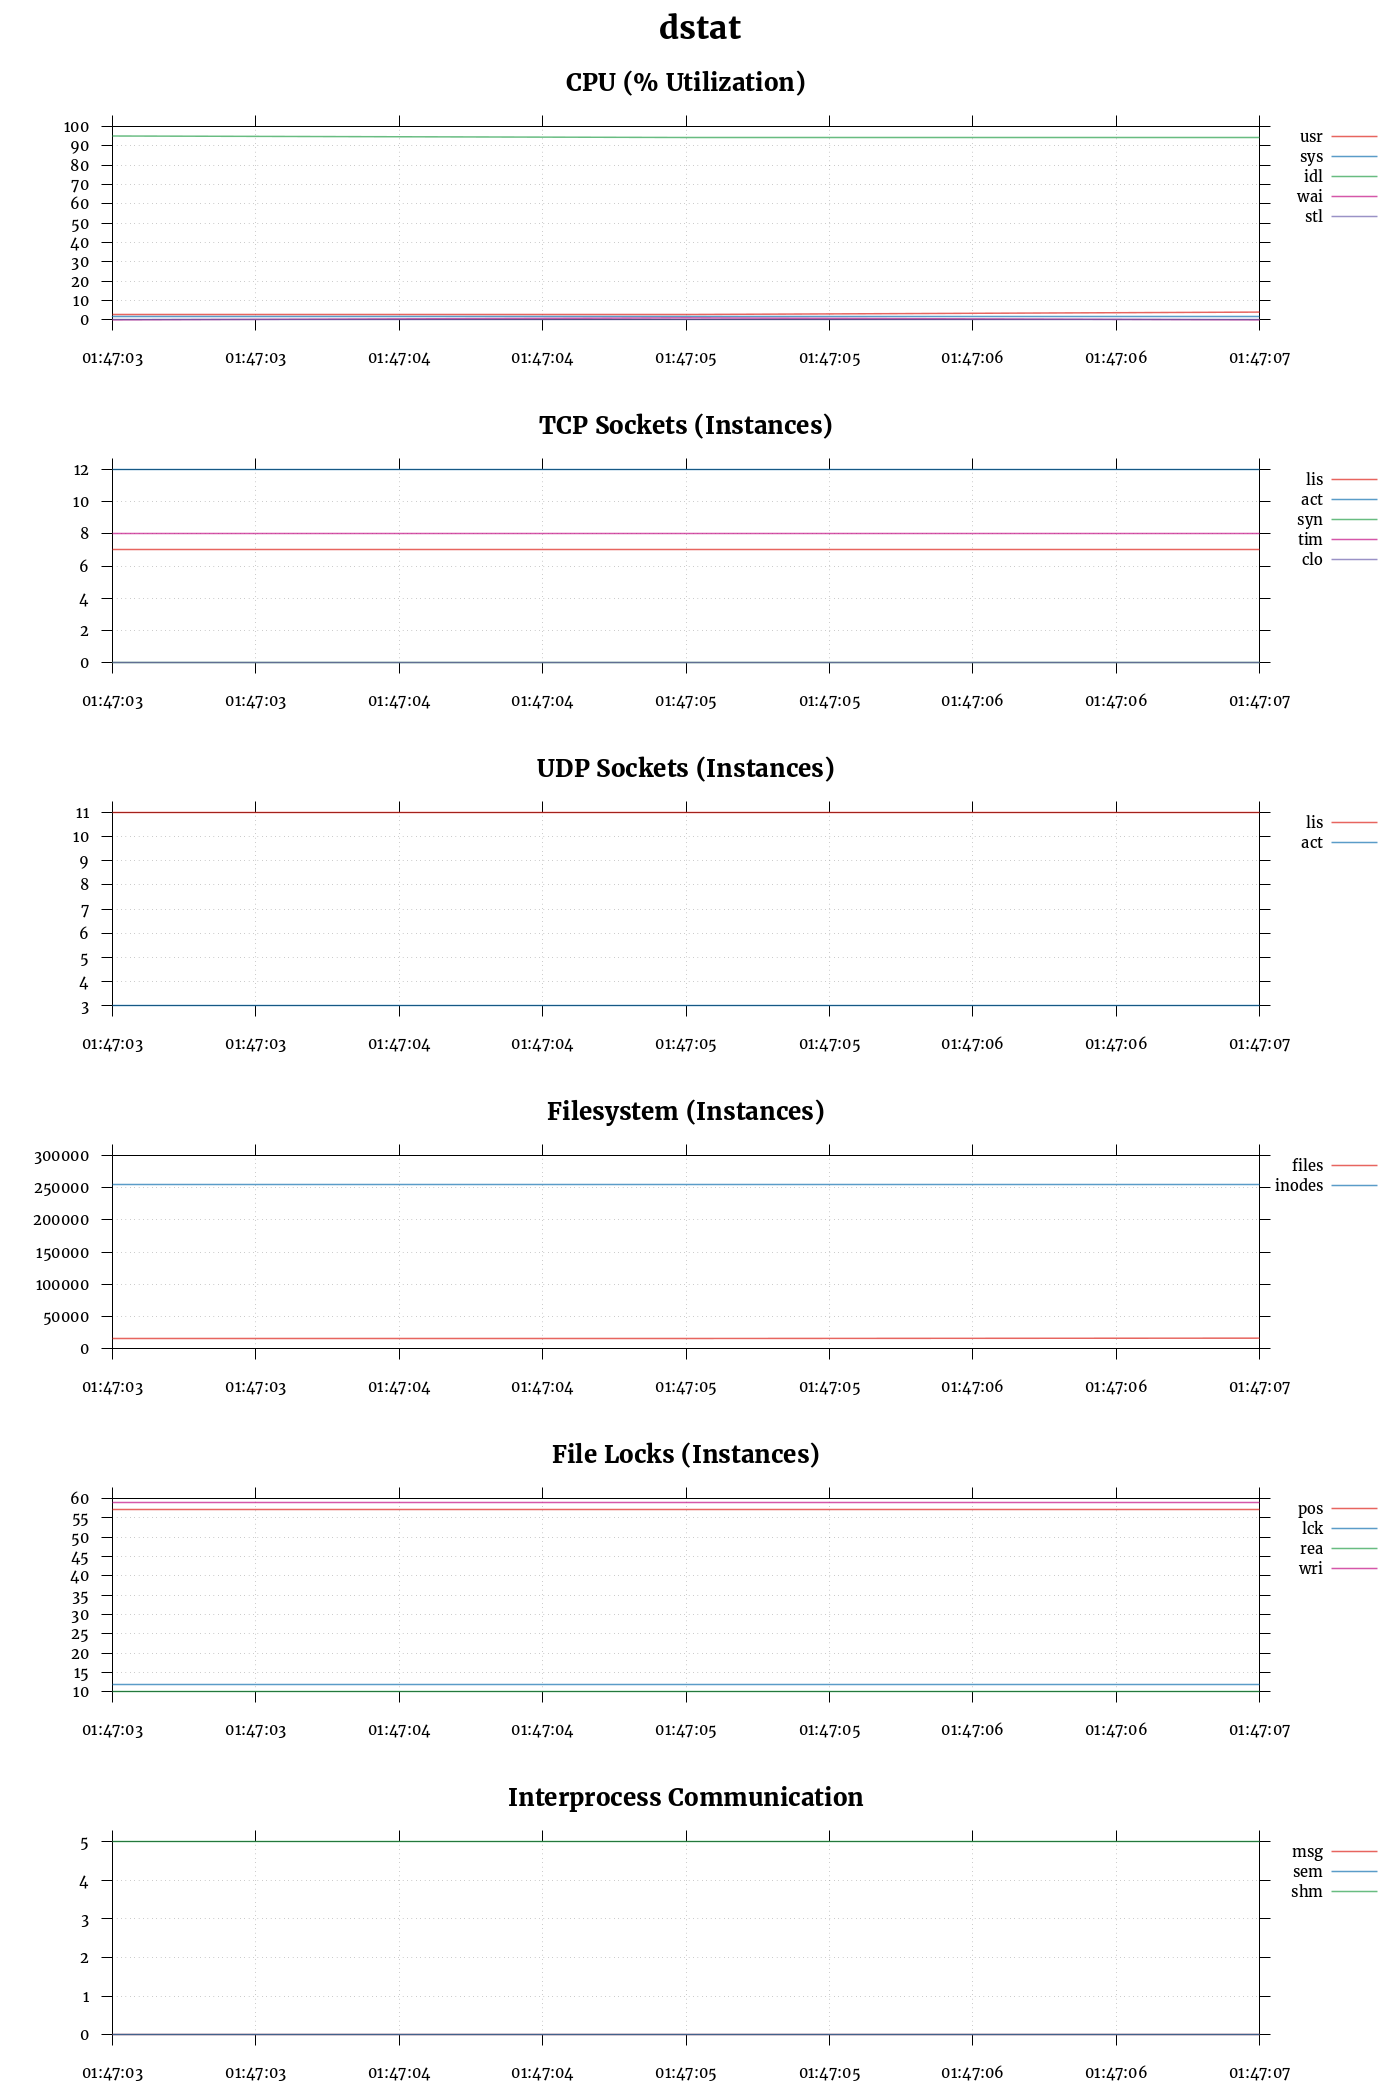 dstat
CPU (% Utilization)
100
90
80
70
60
50
40
30
20
10
0
usr
sys
idl
wai
stl
01:47:03 01:47:03 01:47:04 01:47:04 01:47:05 01:47:05 01:47:06 01:47:06 01:47:07
TCP Sockets (Instances)
12
10
8
6
4
2
0
lis
act
syn
tim
clo
01:47:03 01:47:03 01:47:04 01:47:04 01:47:05 01:47:05 01:47:06 01:47:06 01:47:07
UDP Sockets (Instances)
11
10
9
8
7
6
5
4
3
lis
act
01:47:03 01:47:03 01:47:04 01:47:04 01:47:05 01:47:05 01:47:06 01:47:06 01:47:07
Filesystem (Instances)
300000
250000
200000
150000
100000
50000
0
files
inodes
01:47:03 01:47:03 01:47:04 01:47:04 01:47:05 01:47:05 01:47:06 01:47:06 01:47:07
File Locks (Instances)
60
55
50
45
40
35
30
25
20
15
10
pos
lck
rea
wri
01:47:03 01:47:03 01:47:04 01:47:04 01:47:05 01:47:05 01:47:06 01:47:06 01:47:07
Interprocess Communication
5
4
3
2
1
0
msg
sem
shm
01:47:03 01:47:03 01:47:04 01:47:04 01:47:05 01:47:05 01:47:06 01:47:06 01:47:07